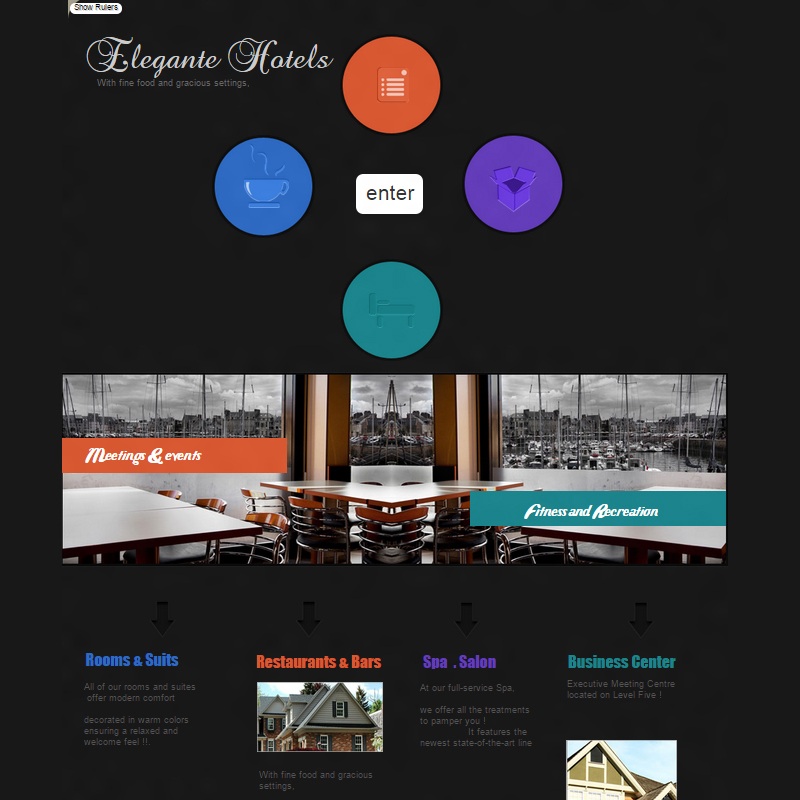 Show Rulers
Elegante Hotels
With fine food and gracious settings,
enter
Meetings & events
Fitness and Recreation
Rooms & Suits
All of our rooms and suites
offer modern comfort
decorated in warm colors
ensuring a relaxed and
welcome feel !!.
Restaurants & Bars
With fine food and gracious
settings,
Spa . Salon
At our full-service Spa,
we offer all the treatments
to pamper you !
It features the
newest state-of-the-art line
Business Center
Executive Meeting Centre
located on Level Five !